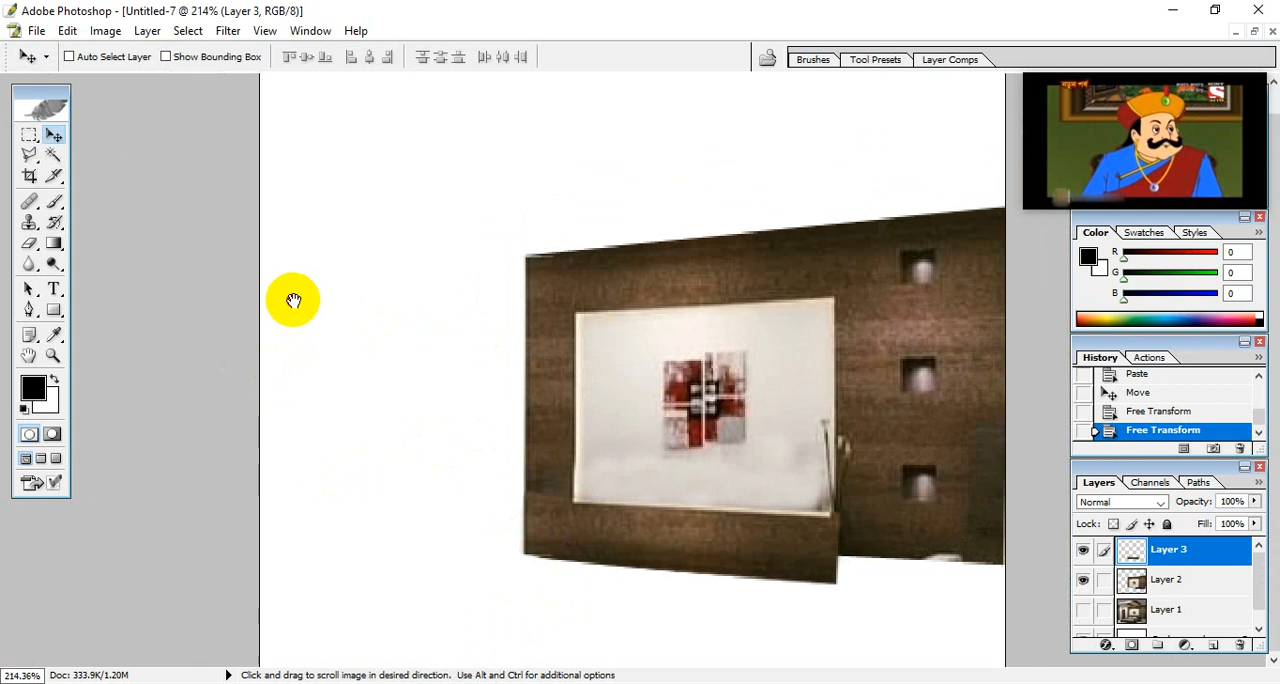 Adobe Photoshop - [Untitled-7 @ 214% (Layer 3, RGB/8)]
File Edit Image Layer Select Filter View Window Help
Auto Select Layer Show Bounding Box
Brushes Tool Presets Layer Comps
নতুন পর্ব
S
Color Swatches Styles
R 0
G 0
B 0
T
History Actions
Paste
Move
Free Transform
Free Transform
Layers Channels Paths
Normal Opacity: 100%
Lock: Fill: 100%
Layer 3
Layer 2
Layer 1
214.36% Doc: 333.9K/1.20M Click and drag to scroll image in desired direction. Use Alt and Ctrl for additional options